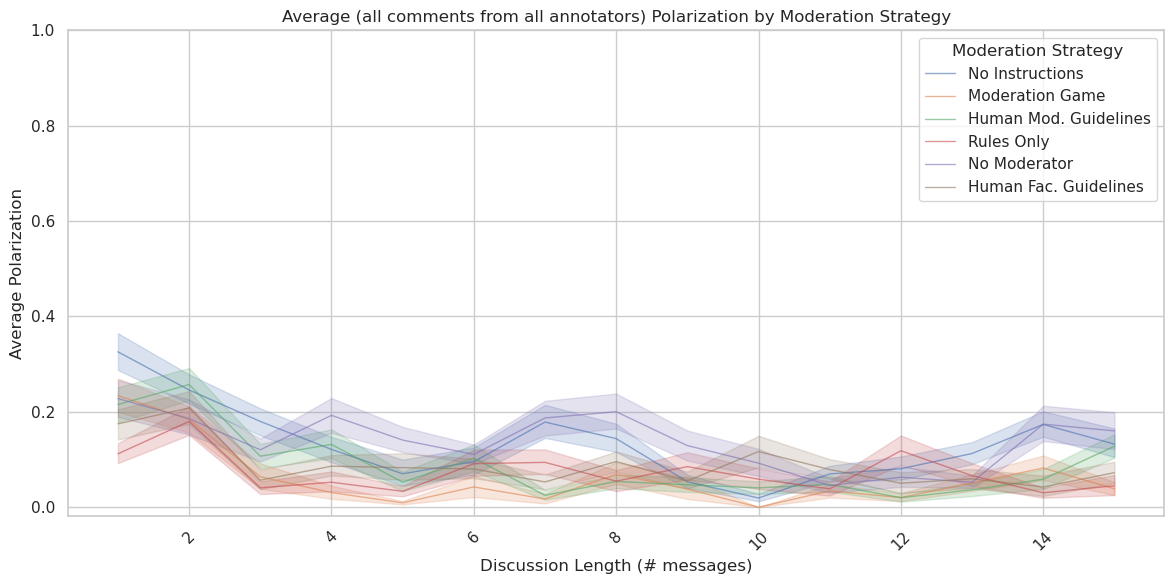 Average (all comments from all annotators) Polarization by Moderation Strategy
Average Polarization
1.0
0.8
0.6
0.4
0.2
0.0
Moderation Strategy
No Instructions
Moderation Game
Human Mod. Guidelines
Rules Only
No Moderator
Human Fac. Guidelines
2
4
6
8
10
12
14
Discussion Length (# messages)